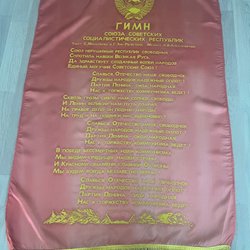 ГИМН
СОЮЗА СОВЕТСКИХ
СОЦИАЛИСТИЧЕСКИХ РЕСПУБЛИК
Союз нерушимый республик свободных
Сплотила навеки Великая Русь.
Да здравствует созданный волей народов
Единый, могучий Советский Союз!
Славься, Отечество наше свободное,
Дружбы народов надежный оплот!
Партия Ленина — сила народная
Нас к торжеству коммунизма ведет!
Сквозь грозы сияло нам солнце свободы,
И Ленин великий нам путь озарил:
На правое дело он поднял народы,
На труд и на подвиги нас вдохновил!
Славься, Отечество наше свободное,
Дружбы народов надежный оплот!
Партия Ленина — сила народная
Нас к торжеству коммунизма ведет!
В победе бессмертных идей коммунизма
Мы видим грядущее нашей страны,
И Красному знамени славной Отчизны
Мы будем всегда беззаветно верны!
Славься, Отечество наше свободное,
Дружбы народов надежный оплот!
Партия Ленина — сила народная
Нас к торжеству коммунизма ведет!